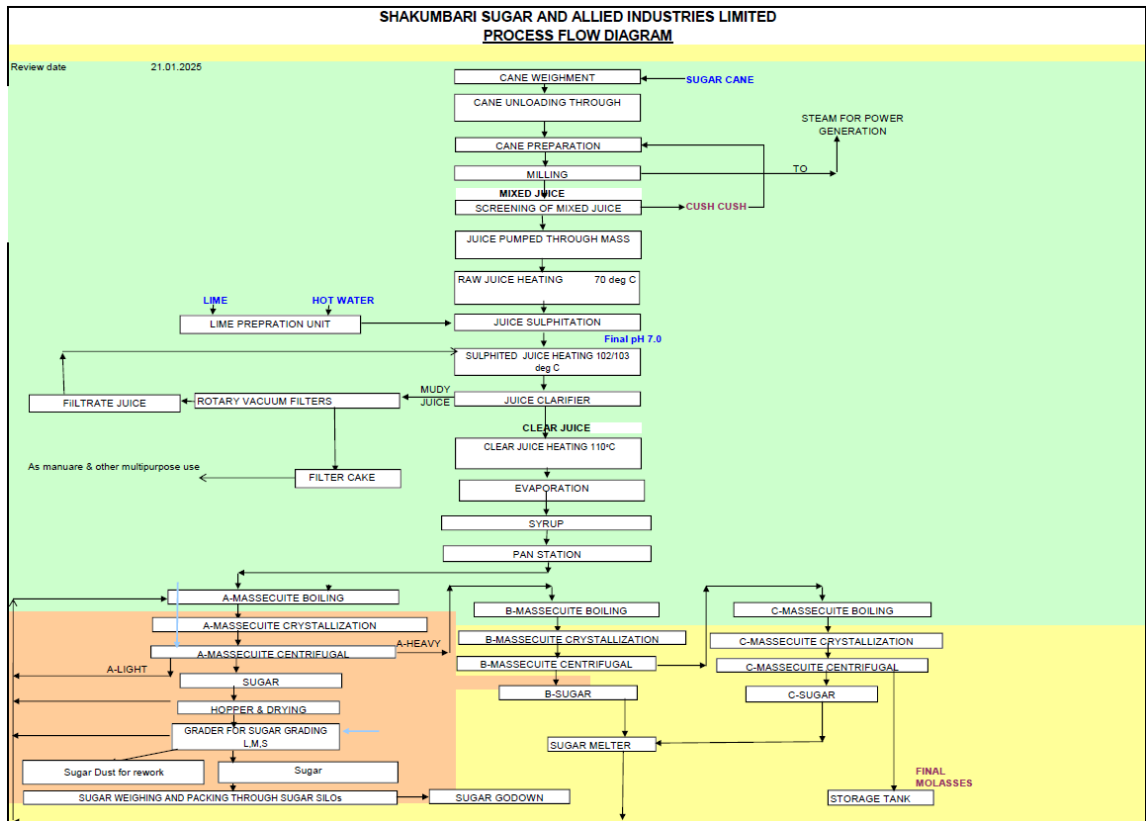 SHAKUMBARI SUGAR AND ALLIED INDUSTRIES LIMITED
PROCESS FLOW DIAGRAM
Review date 21.01.2025
CANE WEIGHMENT
SUGAR CANE
CANE UNLOADING THROUGH
STEAM FOR POWER
GENERATION
CANE PREPARATION
MILLING
TO
MIXED JUICE
SCREENING OF MIXED JUICE
CUSH CUSH
JUICE PUMPED THROUGH MASS
RAW JUICE HEATING 70 deg C
LIME
HOT WATER
LIME PREPRATION UNIT
JUICE SULPHITATION
Final pH 7.0
SULPHITED JUICE HEATING 102/103
deg C
MUDY
JUICE
JUICE CLARIFIER
ROTARY VACUUM FILTERS
FIILTRATE JUICE
CLEAR JUICE
CLEAR JUICE HEATING 110°C
As manuare & other multipurpose use
FILTER CAKE
EVAPORATION
SYRUP
PAN STATION
A-MASSECUITE BOILING
B-MASSECUITE BOILING
C-MASSECUITE BOILING
A-MASSECUITE CRYSTALLIZATION
B-MASSECUITE CRYSTALLIZATION
C-MASSECUITE CRYSTALLIZATION
A-HEAVY
A-MASSECUITE CENTRIFUGAL
B-MASSECUITE CENTRIFUGAL
C-MASSECUITE CENTRIFUGAL
A-LIGHT
SUGAR
B-SUGAR
C-SUGAR
HOPPER & DRYING
GRADER FOR SUGAR GRADING
L,M,S
SUGAR MELTER
Sugar Dust for rework
Sugar
FINAL
MOLASSES
SUGAR WEIGHING AND PACKING THROUGH SUGAR SILOs
SUGAR GODOWN
STORAGE TANK